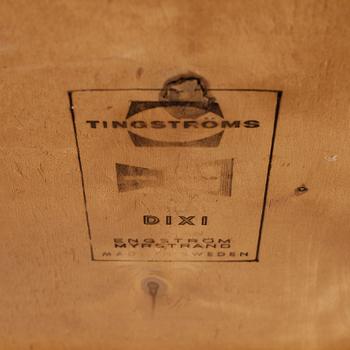 TINGSTRÖMS
DIXI
ENGSTRÖM
MYRSTRAND
MADE IN SWEDEN